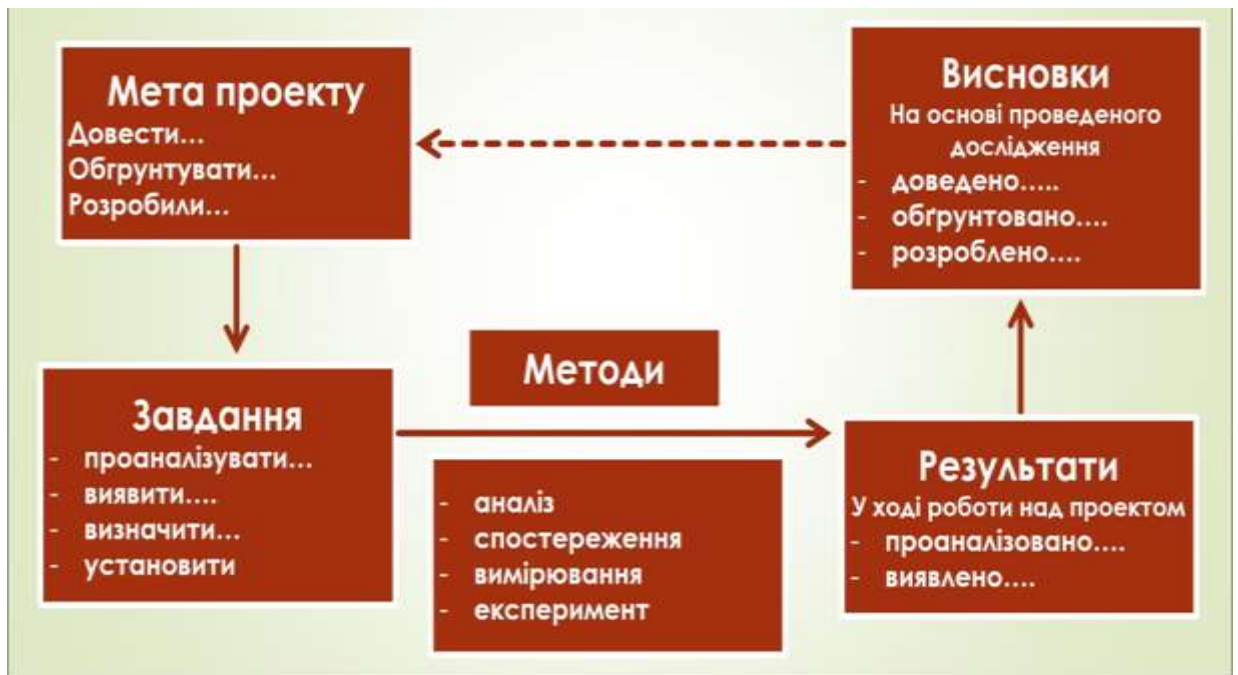 Мета проекту
Довести...
Обгрунтувати...
Розробили...
Завдання
- проаналізувати...
- виявити....
- визначити...
- установити
Методи
- аналіз
- спостереження
- вимірювання
- експеримент
Результати
У ході роботи над проектом
- проаналізовано....
- виявлено....
Висновки
На основі проведеного
дослідження
- доведено.....
- обґрунтовано....
- розроблено....